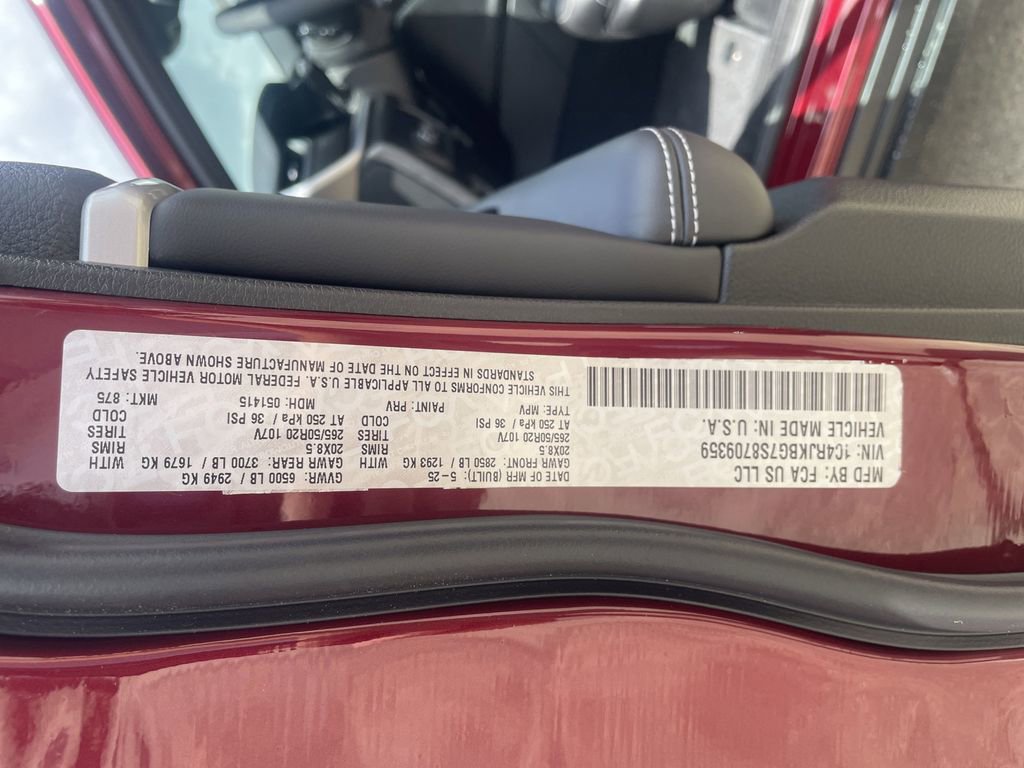 MFD BY: FCA US LLC
VIN: 1C4RJKBG7S8709359
VEHICLE MADE IN: U.S.A.
DATE OF MFR (BUILT): 5-25 GVWR: 6500 LB / 2949 KG
GAWR FRONT: 2850 LB / 1293 KG WITH GAWR REAR: 3700 LB / 1679 KG WITH
20X8.5 RIMS 20X8.5 RIMS
265/50R20 107V TIRES 265/50R20 107V TIRES
AT 250 kPa / 36 PSI COLD AT 250 kPa / 36 PSI COLD
TYPE: MPV PAINT: PRV MDH: 051415 MKT: 875
THIS VEHICLE CONFORMS TO ALL APPLICABLE U.S.A. FEDERAL MOTOR VEHICLE SAFETY
STANDARDS IN EFFECT ON THE DATE OF MANUFACTURE SHOWN ABOVE.